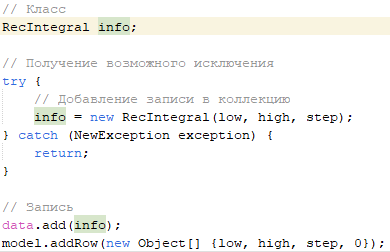 // Класс
RecIntegral info;
// Получение возможного исключения
try {
// Добавление записи в коллекцию
info = new RecIntegral(low, high, step);
} catch (NewException exception) {
return;
}
// Запись
data.add(info);
model.addRow(new Object[] {low, high, step, 0});